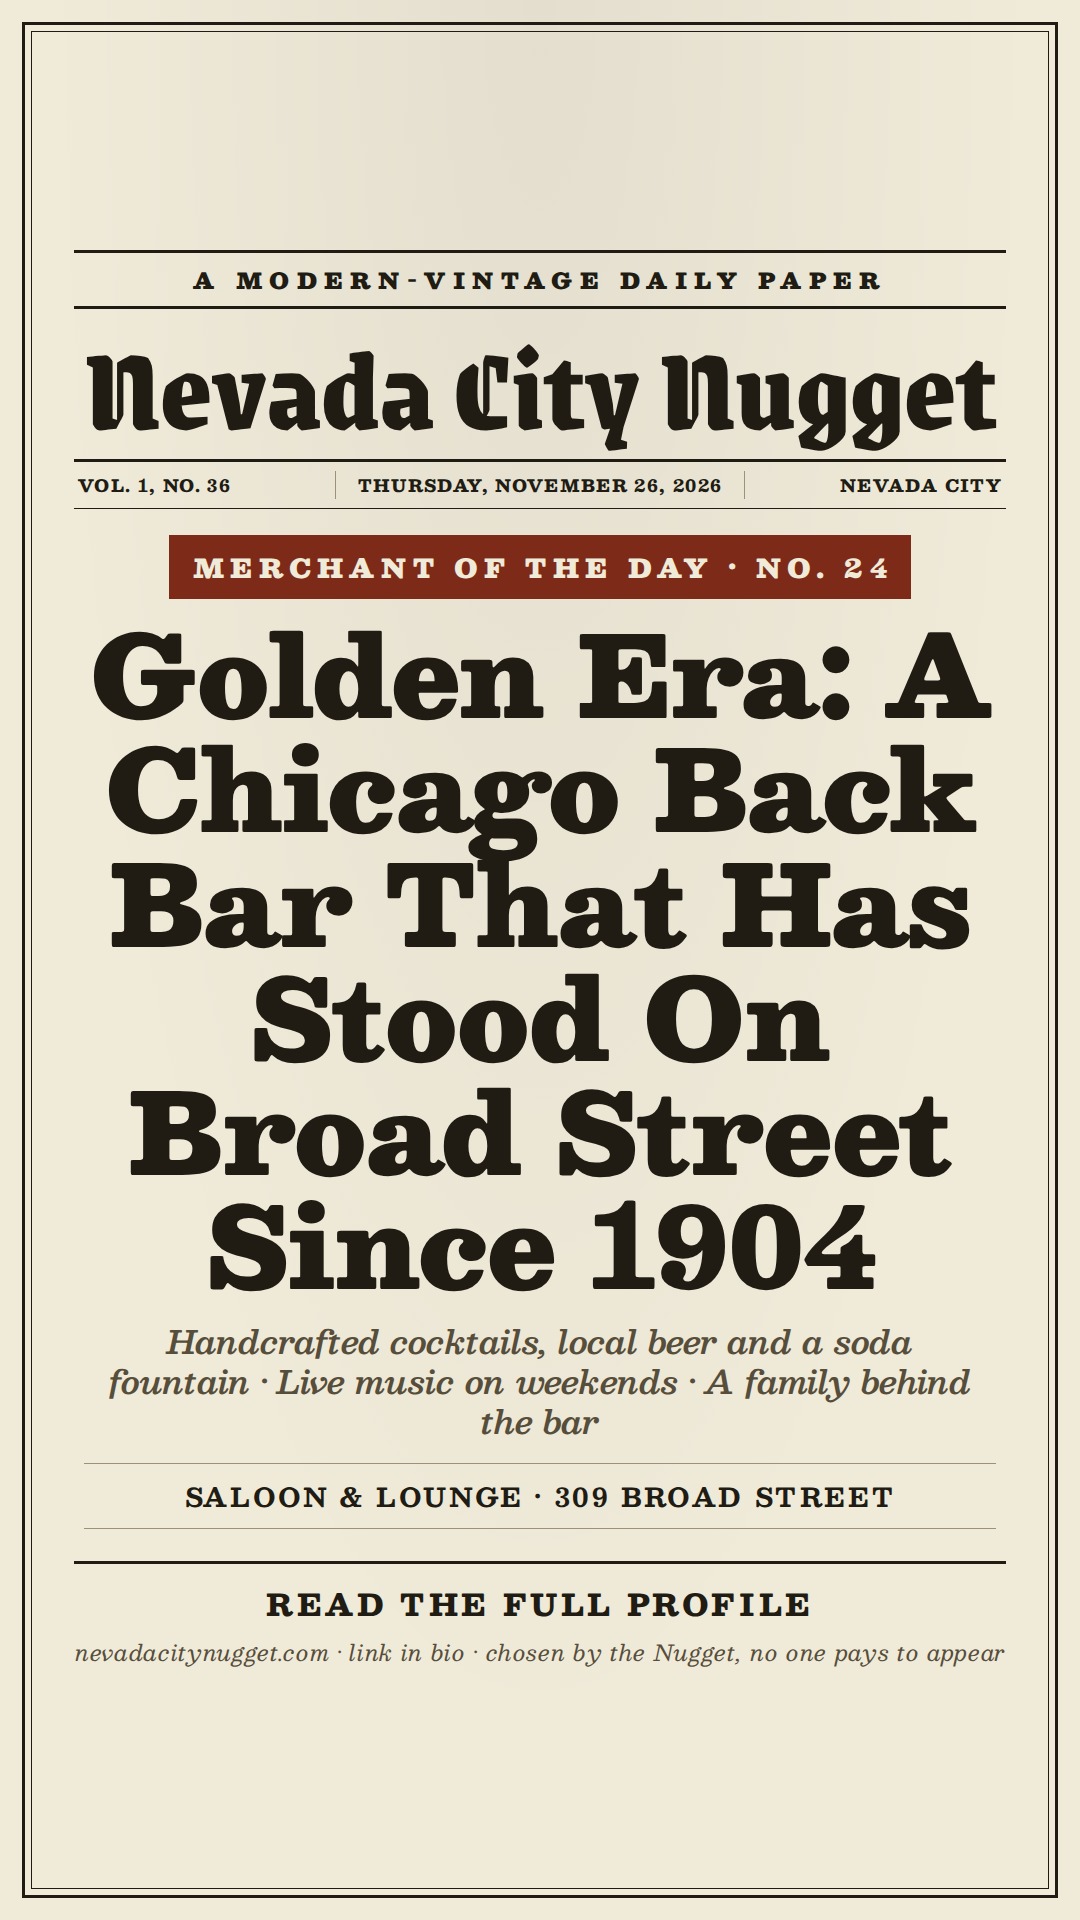 A MODERN-VINTAGE DAILY PAPER
Nevada City Nugget
VOL. 1, NO. 36 THURSDAY, NOVEMBER 26, 2026 NEVADA CITY
MERCHANT OF THE DAY · NO. 24
Golden Era: A
Chicago Back
Bar That Has
Stood On
Broad Street
Since 1904
Handcrafted cocktails, local beer and a soda
fountain · Live music on weekends · A family behind
the bar
SALOON & LOUNGE · 309 BROAD STREET
READ THE FULL PROFILE
nevadacitynugget.com · link in bio · chosen by the Nugget, no one pays to appear